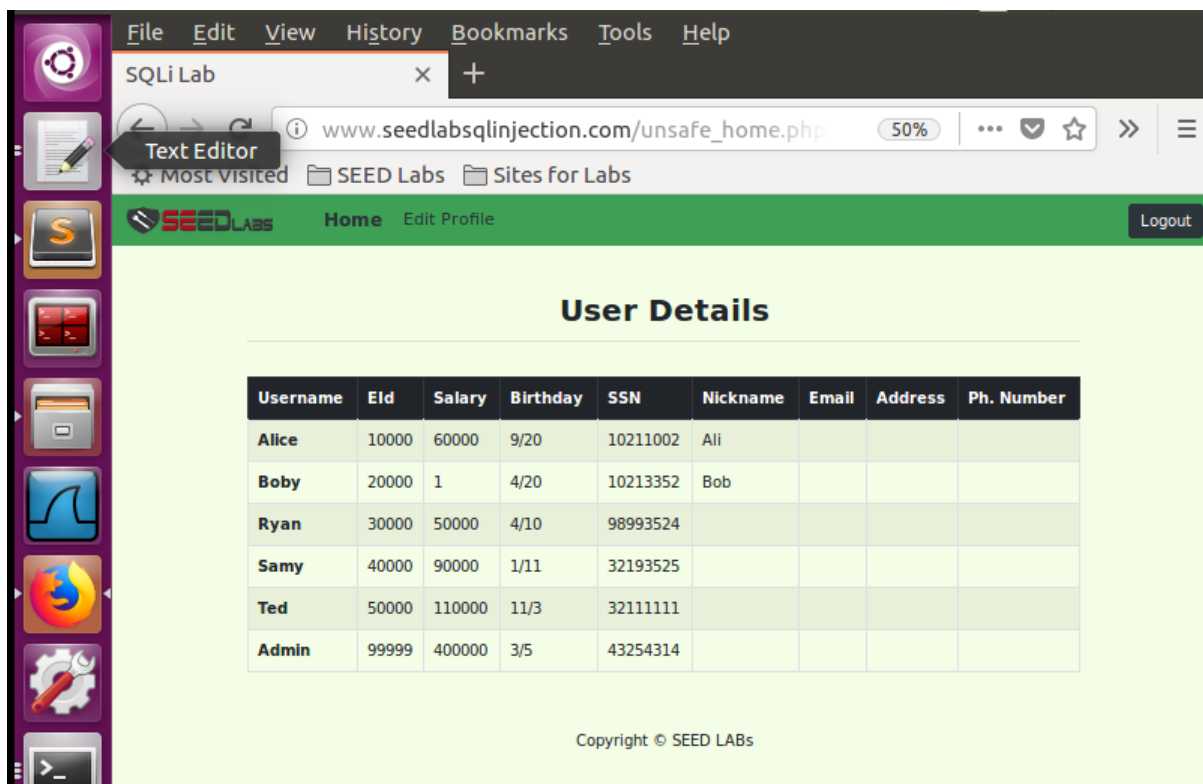 File Edit View History Bookmarks Tools Help
SQLi Lab × +
www.seedlabsqlinjection.com/unsafe_home.php 50%
Text Editor
Most Visited SEED Labs Sites for Labs
SEEDLABS Home Edit Profile Logout
User Details
Username EId Salary Birthday SSN Nickname Email Address Ph. Number
Alice 10000 60000 9/20 10211002 Ali
Boby 20000 1 4/20 10213352 Bob
Ryan 30000 50000 4/10 98993524
Samy 40000 90000 1/11 32193525
Ted 50000 110000 11/3 32111111
Admin 99999 400000 3/5 43254314
Copyright © SEED LABs